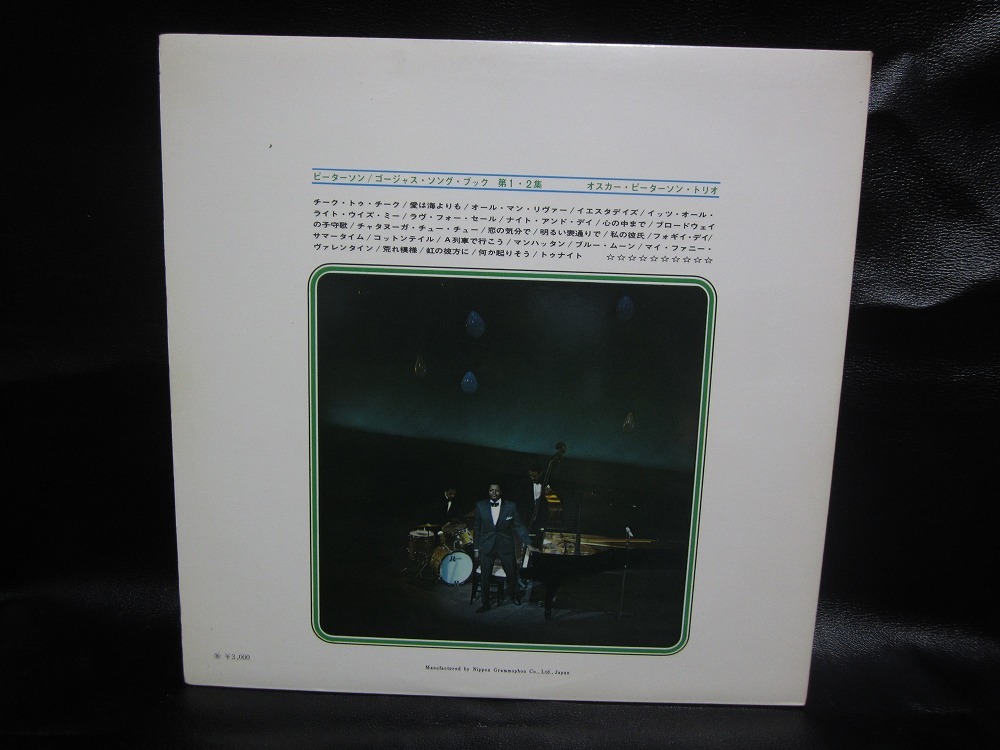 ピーターソン/ゴージャス・ソング・ブック 第1・2集 オスカー・ピーターソン・トリオ
チーク・トゥ・チーク/愛は海よりも/オール・マン・リヴァー/イエスタデイズ/イッツ・オール・
ライト・ウイズ・ミー/ラヴ・フォー・セール/ナイト・アンド・デイ/心の中まで/ブロードウェイ
の子守歌/チャタヌーガ・チュー・チュー/恋の気分で/明るい表通りで/私の彼氏/フォギイ・デイ/
サマータイム/コットンテイル/A列車で行こう/マンハッタン/ブルー・ムーン/マイ・ファニー・
ヴァレンタイン/荒れ模様/虹の彼方に/何か起りそう/トゥナイト ☆☆☆☆☆☆☆☆☆☆
¥3,000
Manufactured by Nippon Grammophon Co., Ltd., Japan